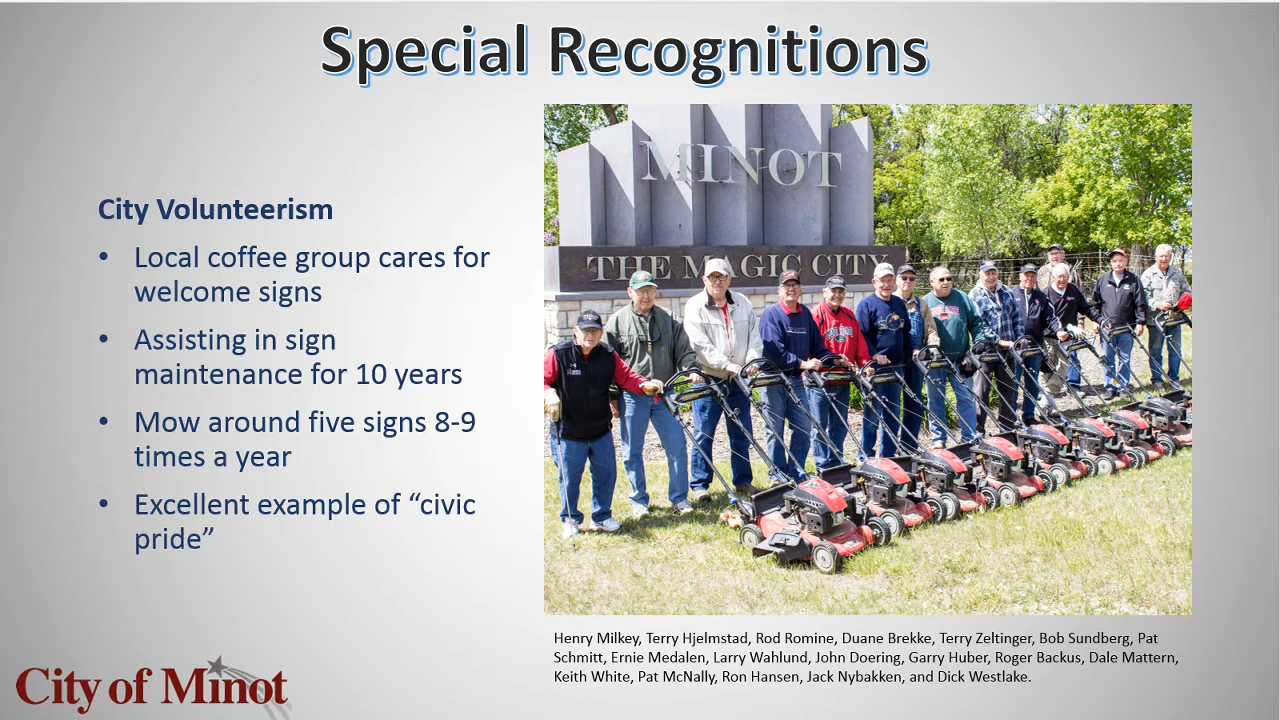 Special Recognitions
MINOT
THE MAGIC CITY
City Volunteerism
• Local coffee group cares for
welcome signs
• Assisting in sign
maintenance for 10 years
• Mow around five signs 8-9
times a year
• Excellent example of “civic
pride”
Henry Milkey, Terry Hjelmstad, Rod Romine, Duane Brekke, Terry Zeltinger, Bob Sundberg, Pat
Schmitt, Ernie Medalen, Larry Wahlund, John Doering, Garry Huber, Roger Backus, Dale Mattern,
Keith White, Pat McNally, Ron Hansen, Jack Nybakken, and Dick Westlake.
City of Minot